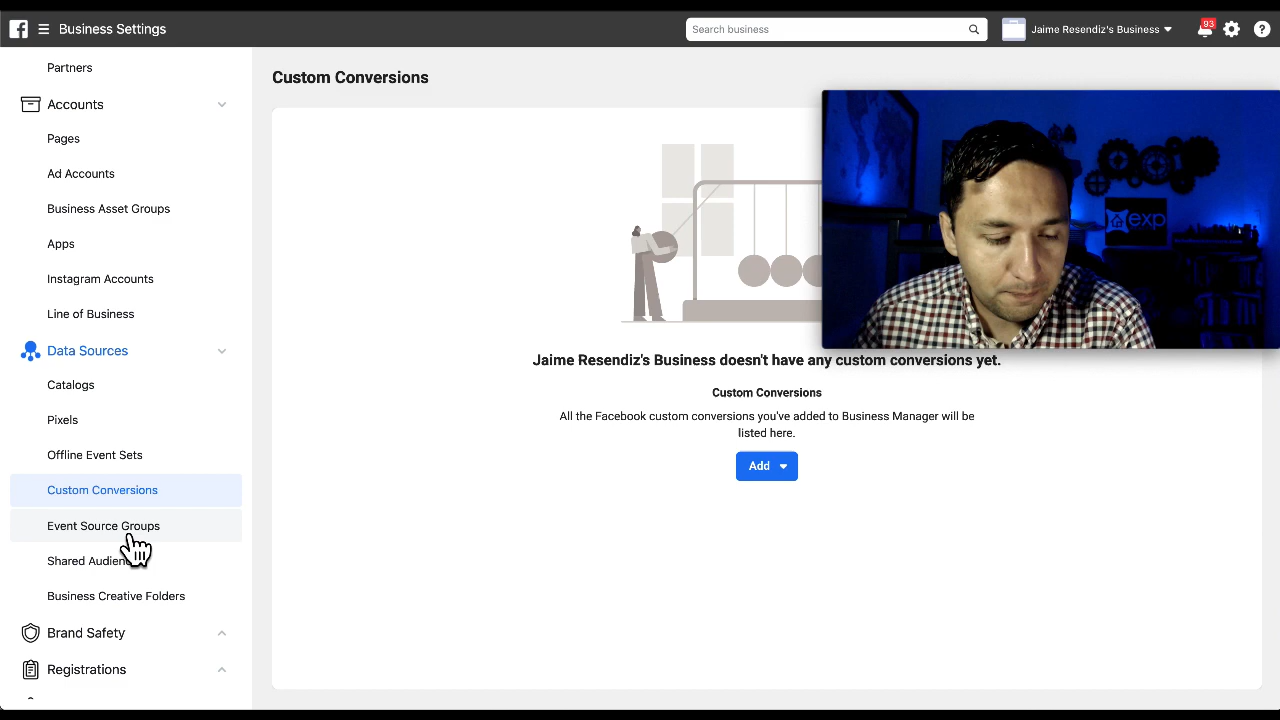 Business Settings
Search business
Jaime Resendiz's Business
93
Partners
Accounts
Pages
Ad Accounts
Business Asset Groups
Apps
Instagram Accounts
Line of Business
Data Sources
Catalogs
Pixels
Offline Event Sets
Custom Conversions
Event Source Groups
Shared
Business Creative Folders
Brand Safety
Registrations
Custom Conversions
exp
Jaime Resendiz's Business doesn't have any custom conversions yet.
Custom Conversions
All the Facebook custom conversions you've added to Business Manager will be
listed here.
Add